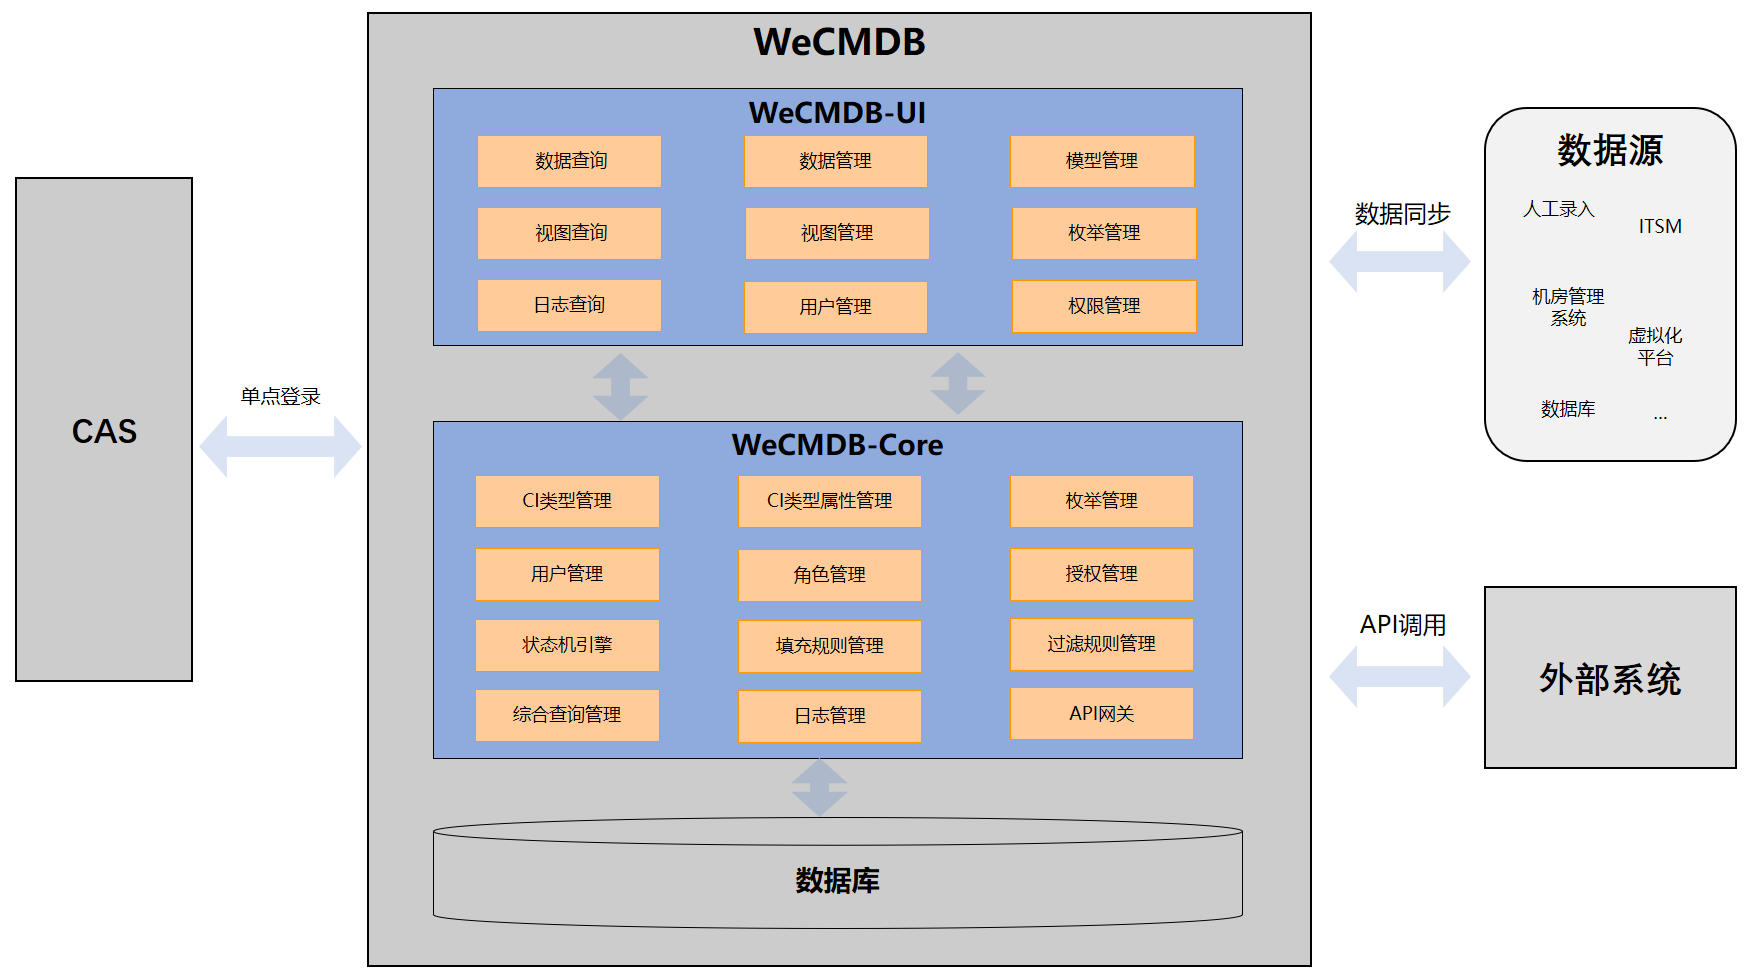 WeCMDB
WeCMDB-UI
数据查询
数据管理
模型管理
视图查询
视图管理
枚举管理
日志查询
用户管理
权限管理
WeCMDB-Core
CI类型管理
CI类型属性管理
枚举管理
用户管理
角色管理
授权管理
状态机引擎
填充规则管理
过滤规则管理
综合查询管理
日志管理
API网关
数据库
CAS
单点登录
数据同步
数据源
人工录入
ITSM
机房管理
系统
虚拟化
平台
数据库
...
API调用
外部系统